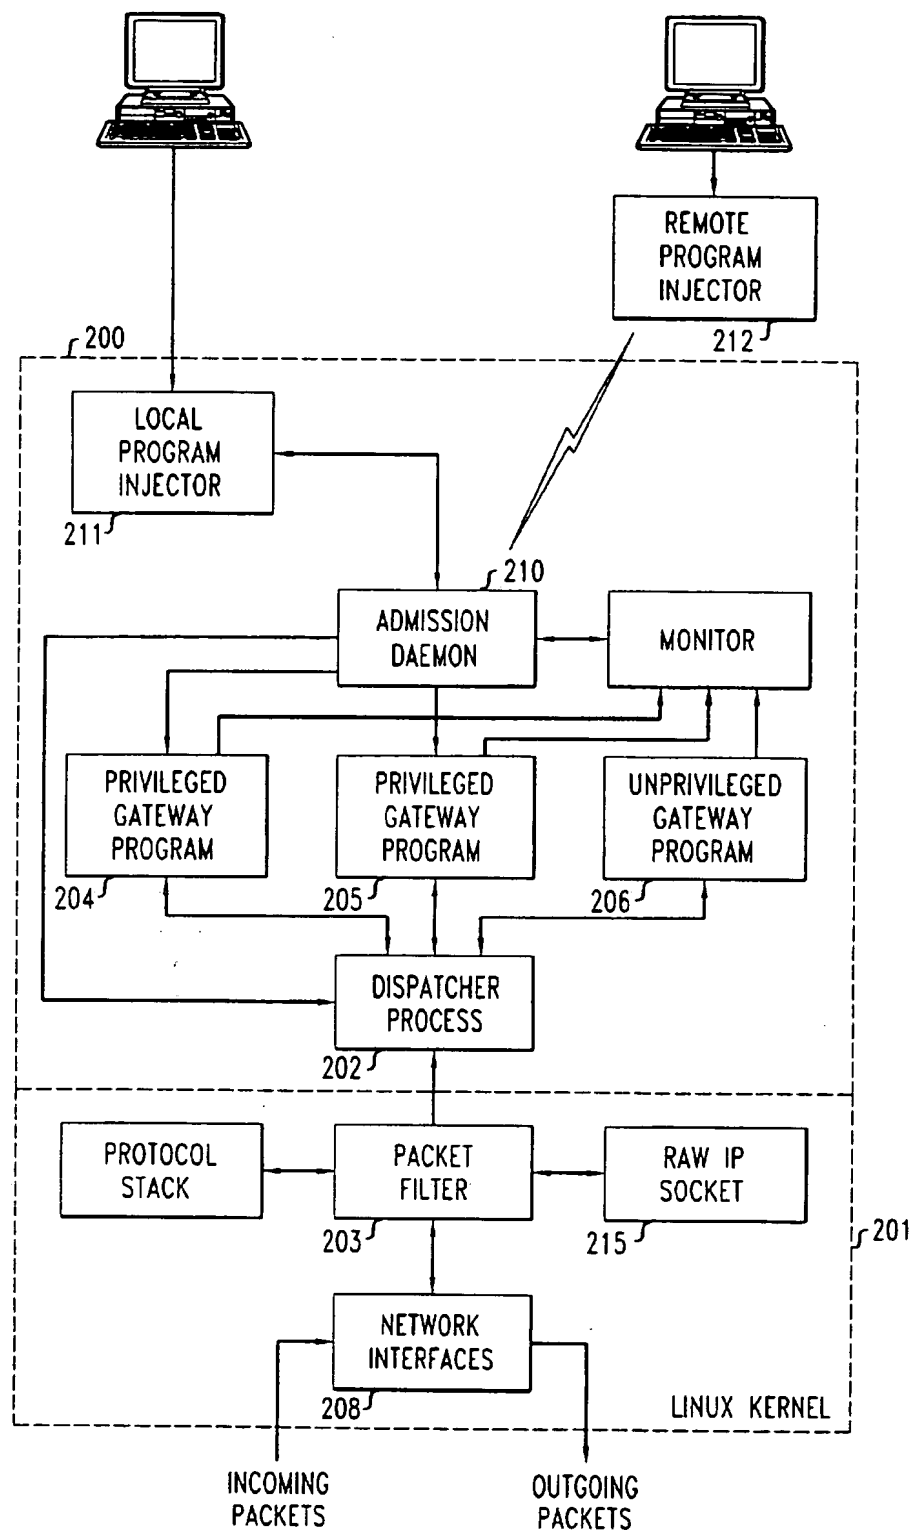 REMOTE
PROGRAM
INJECTOR
212
200
LOCAL
PROGRAM
INJECTOR
211
210
ADMISSION
DAEMON
MONITOR
PRIVILEGED
GATEWAY
PROGRAM
204
PRIVILEGED
GATEWAY
PROGRAM
205
UNPRIVILEGED
GATEWAY
PROGRAM
206
DISPATCHER
PROCESS
202
PROTOCOL
STACK
PACKET
FILTER
203
RAW IP
SOCKET
215
201
NETWORK
INTERFACES
208
LINUX KERNEL
INCOMING
PACKETS
OUTGOING
PACKETS